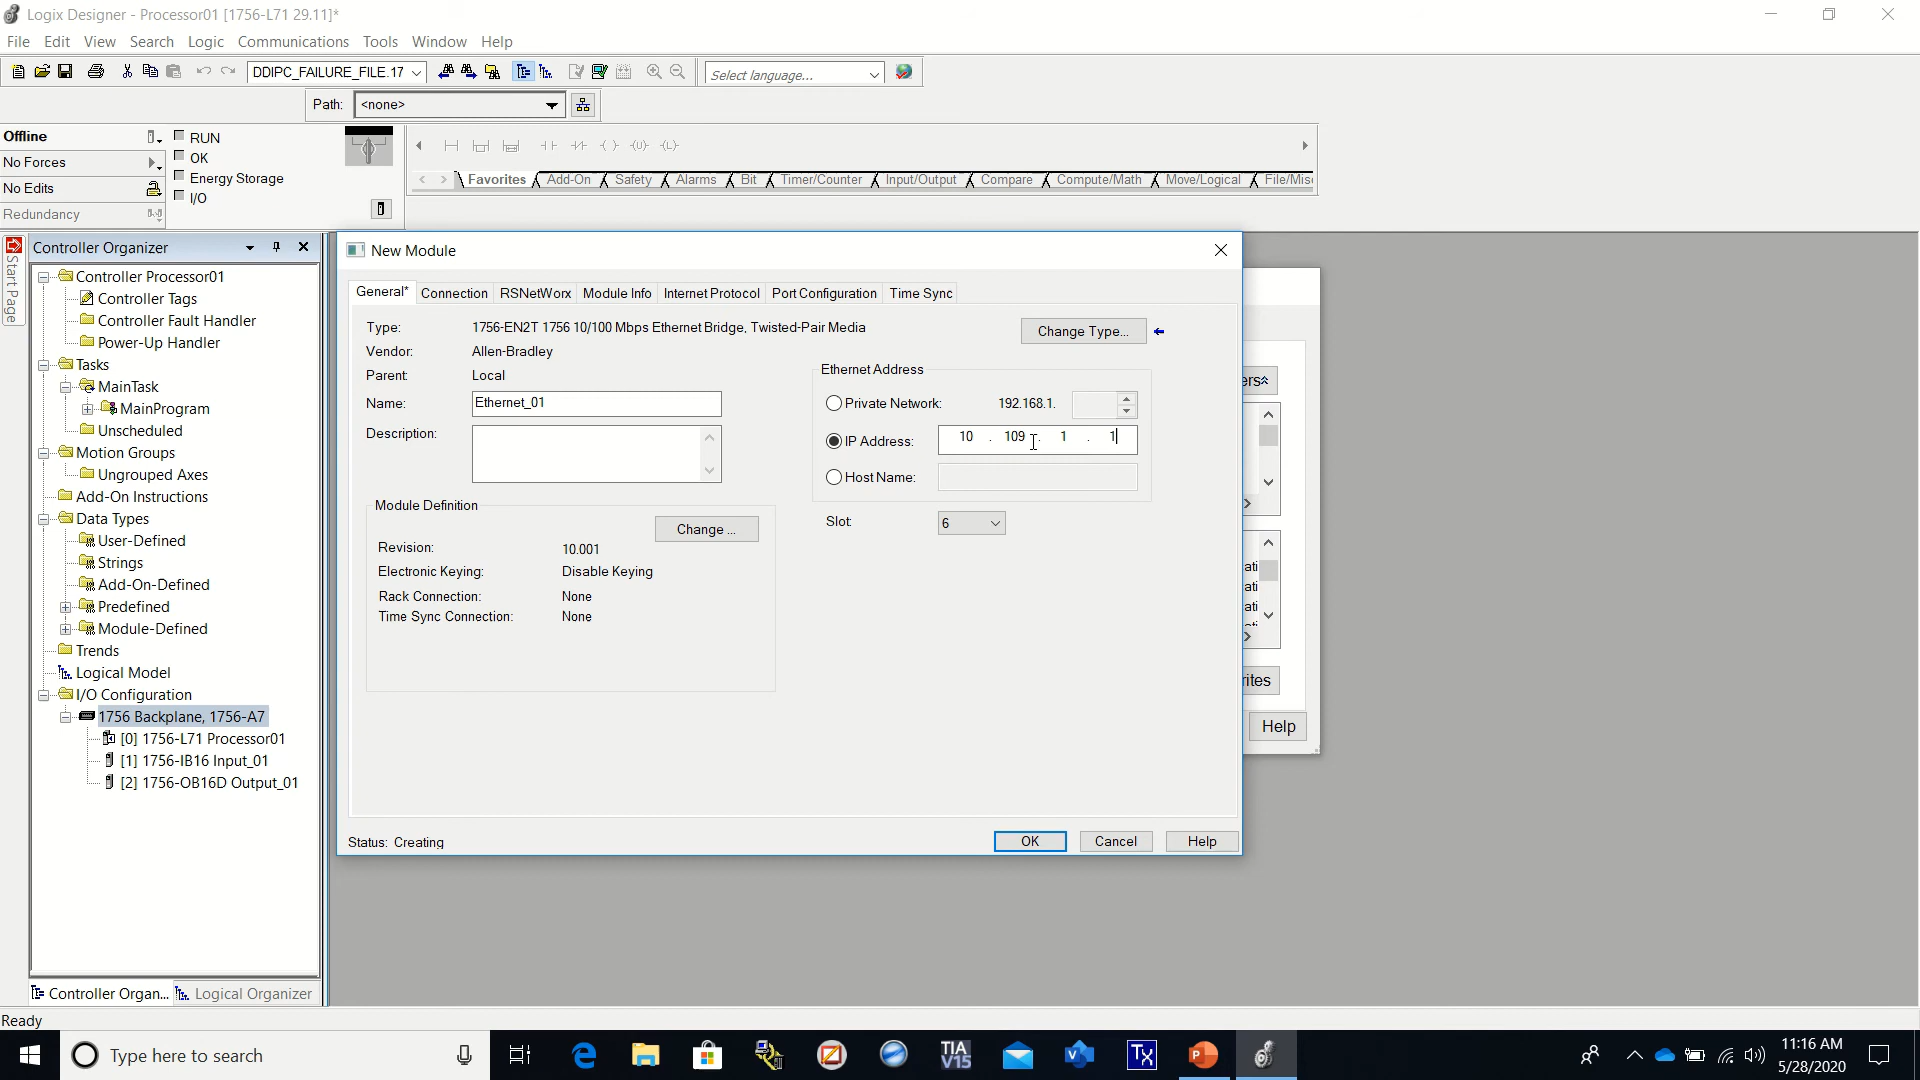 Logix Designer - Processor01 [1756-L71 29.11]*
File Edit View Search Logic Communications Tools Window Help
DDIPC_FAILURE_FILE.17 Select language...
Path: <none>
Offline
RUN
No Forces
OK
No Edits
Energy Storage
Redundancy
I/O
Favorites Add-On Safety Alarms Bit Timer/Counter Input/Output Compare Compute/Math Move/Logical File/Misc
Start Page
Controller Organizer
Controller Processor01
Controller Tags
Controller Fault Handler
Power-Up Handler
Tasks
MainTask
MainProgram
Unscheduled
Motion Groups
Ungrouped Axes
Add-On Instructions
Data Types
User-Defined
Strings
Add-On-Defined
Predefined
Module-Defined
Trends
Logical Model
I/O Configuration
1756 Backplane, 1756-A7
[0] 1756-L71 Processor01
[1] 1756-IB16 Input_01
[2] 1756-OB16D Output_01
Controller Organ... Logical Organizer
New Module
General* Connection RSNetWorx Module Info Internet Protocol Port Configuration Time Sync
Type: 1756-EN2T 1756 10/100 Mbps Ethernet Bridge, Twisted-Pair Media Change Type...
Vendor: Allen-Bradley
Parent: Local
Name: Ethernet_01
Description:
Ethernet Address
Private Network: 192.168.1.
IP Address: 10 . 109 . 1 . 1
Host Name:
Slot: 6
Module Definition
Change ...
Revision: 10.001
Electronic Keying: Disable Keying
Rack Connection: None
Time Sync Connection: None
Status: Creating
OK Cancel Help
ers
ati
ati
ati
rites
Help
Ready
Type here to search
TIA V15
TX
11:16 AM
5/28/2020